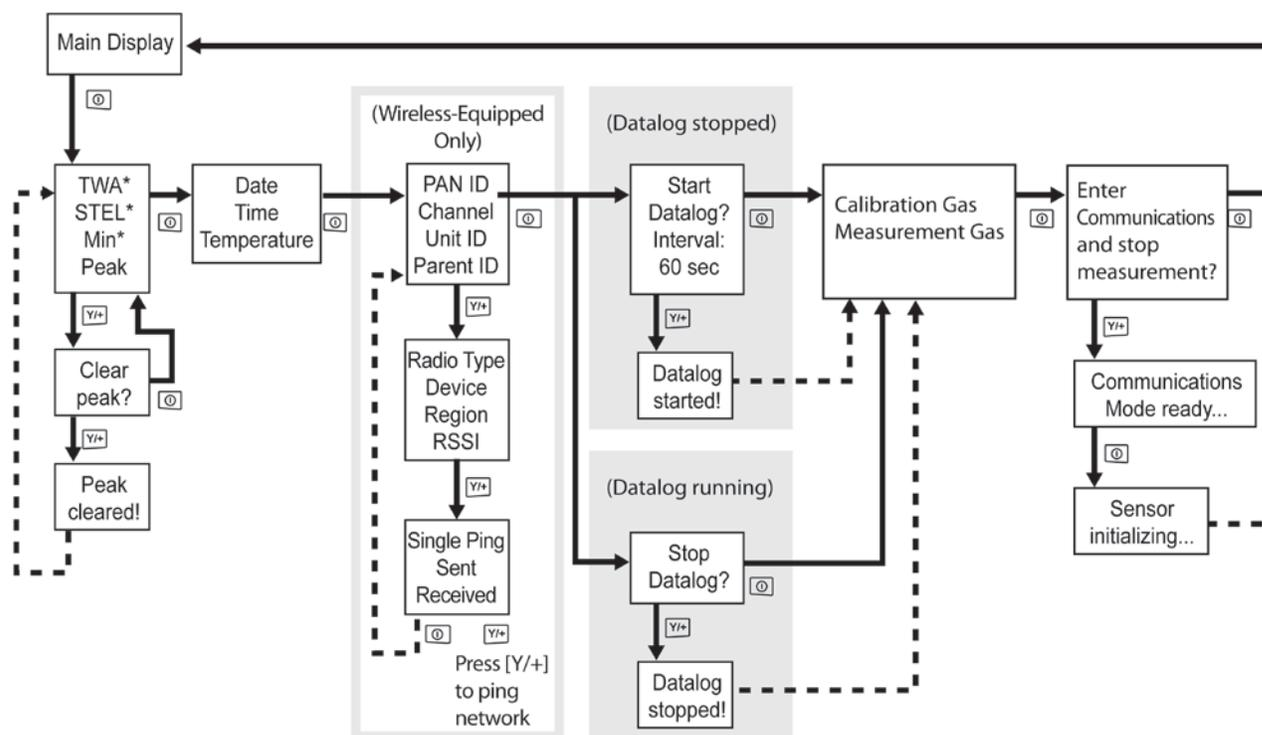 Main Display
TWA*
STEL*
Min*
Peak
Y/+
Clear
peak?
Y/+
Peak
cleared!
Date
Time
Temperature
(Wireless-Equipped
Only)
PAN ID
Channel
Unit ID
Parent ID
Y/+
Radio Type
Device
Region
RSSI
Y/+
Single Ping
Sent
Received
Y/+
Press [Y/+]
to ping
network
(Datalog stopped)
Start
Datalog?
Interval:
60 sec
Y/+
Datalog
started!
(Datalog running)
Stop
Datalog?
Y/+
Datalog
stopped!
Calibration Gas
Measurement Gas
Enter
Communications
and stop
measurement?
Y/+
Communications
Mode ready...
Sensor
initializing...